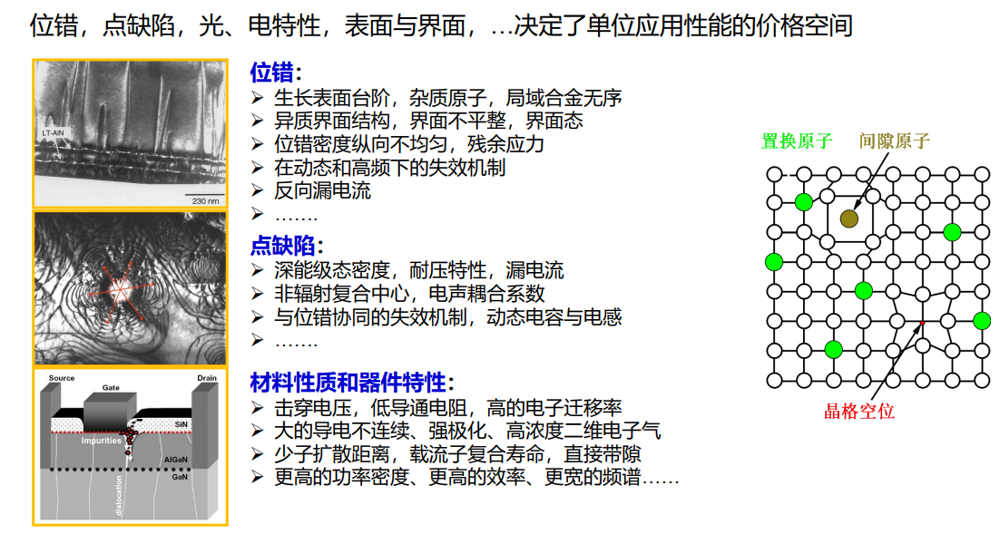 位错，点缺陷，光、电特性，表面与界面，…决定了单位应用性能的价格空间
LT-AlN
230 nm
Source
Drain
Gate
SiN
Impurities
AlGaN
GaN
dislocation
位错：
➢ 生长表面台阶，杂质原子，局域合金无序
➢ 异质界面结构，界面不平整，界面态
➢ 位错密度纵向不均匀，残余应力
➢ 在动态和高频下的失效机制
➢ 反向漏电流
➢ …….
点缺陷：
➢ 深能级态密度，耐压特性，漏电流
➢ 非辐射复合中心，电声耦合系数
➢ 与位错协同的失效机制，动态电容与电感
➢ …….
材料性质和器件特性：
➢ 击穿电压，低导通电阻，高的电子迁移率
➢ 大的导电不连续、强极化、高浓度二维电子气
➢ 少子扩散距离，载流子复合寿命，直接带隙
➢ 更高的功率密度、更高的效率、更宽的频谱……
置换原子
间隙原子
晶格空位